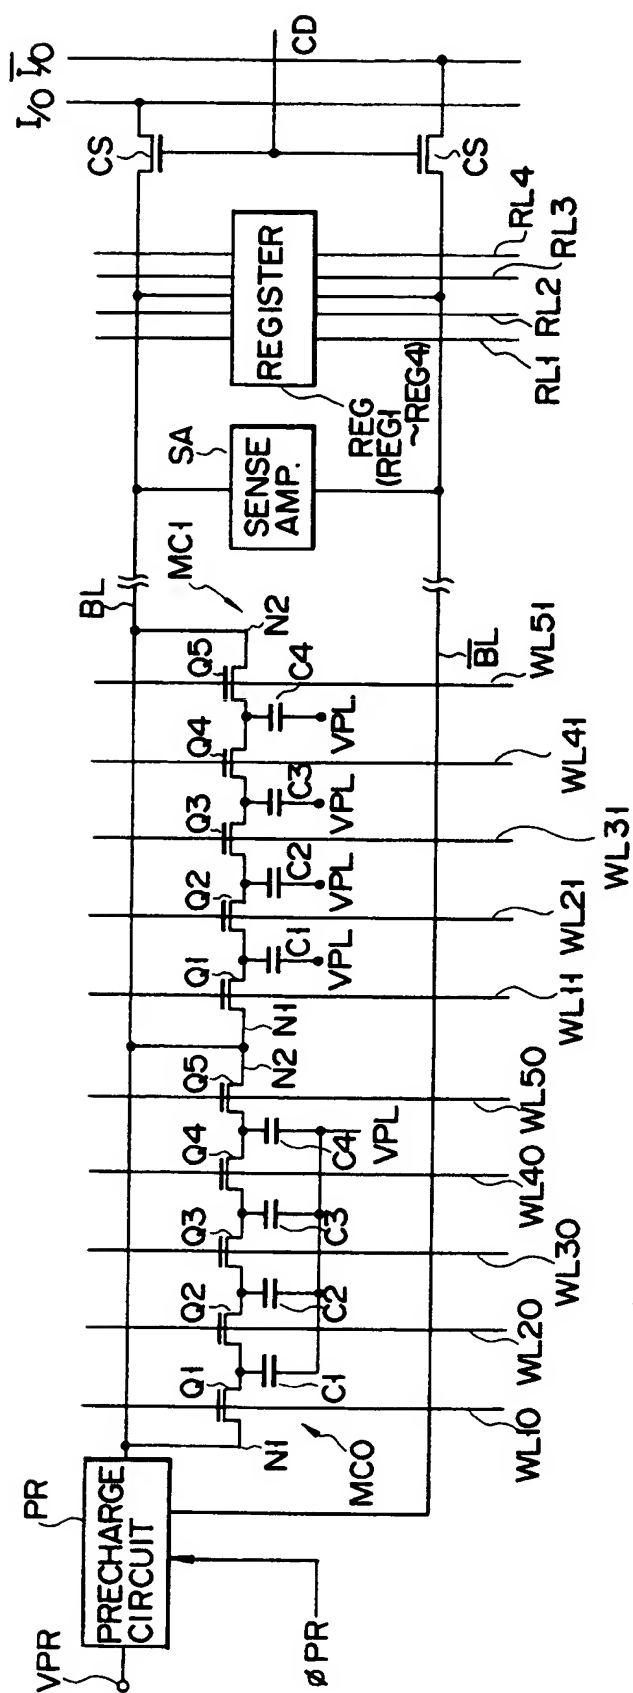 VPR
PRECHARGE
CIRCUIT
PR
øPR
BL
BL
MC0
N1
Q1
Q2
Q3
Q4
Q5
N2
C1
C2
C3
C4
VPL
WL10
WL20
WL30
WL40
WL50
MC1
N1
Q1
Q2
Q3
Q4
Q5
N2
C1
C2
C3
C4
VPL
VPL
VPL
VPL
WL11
WL21
WL31
WL41
WL51
SA
SENSE
AMP.
REGISTER
REG
(REG1
~REG4)
RL1
RL2
RL3
RL4
CS
CS
CD
I/O
I/O